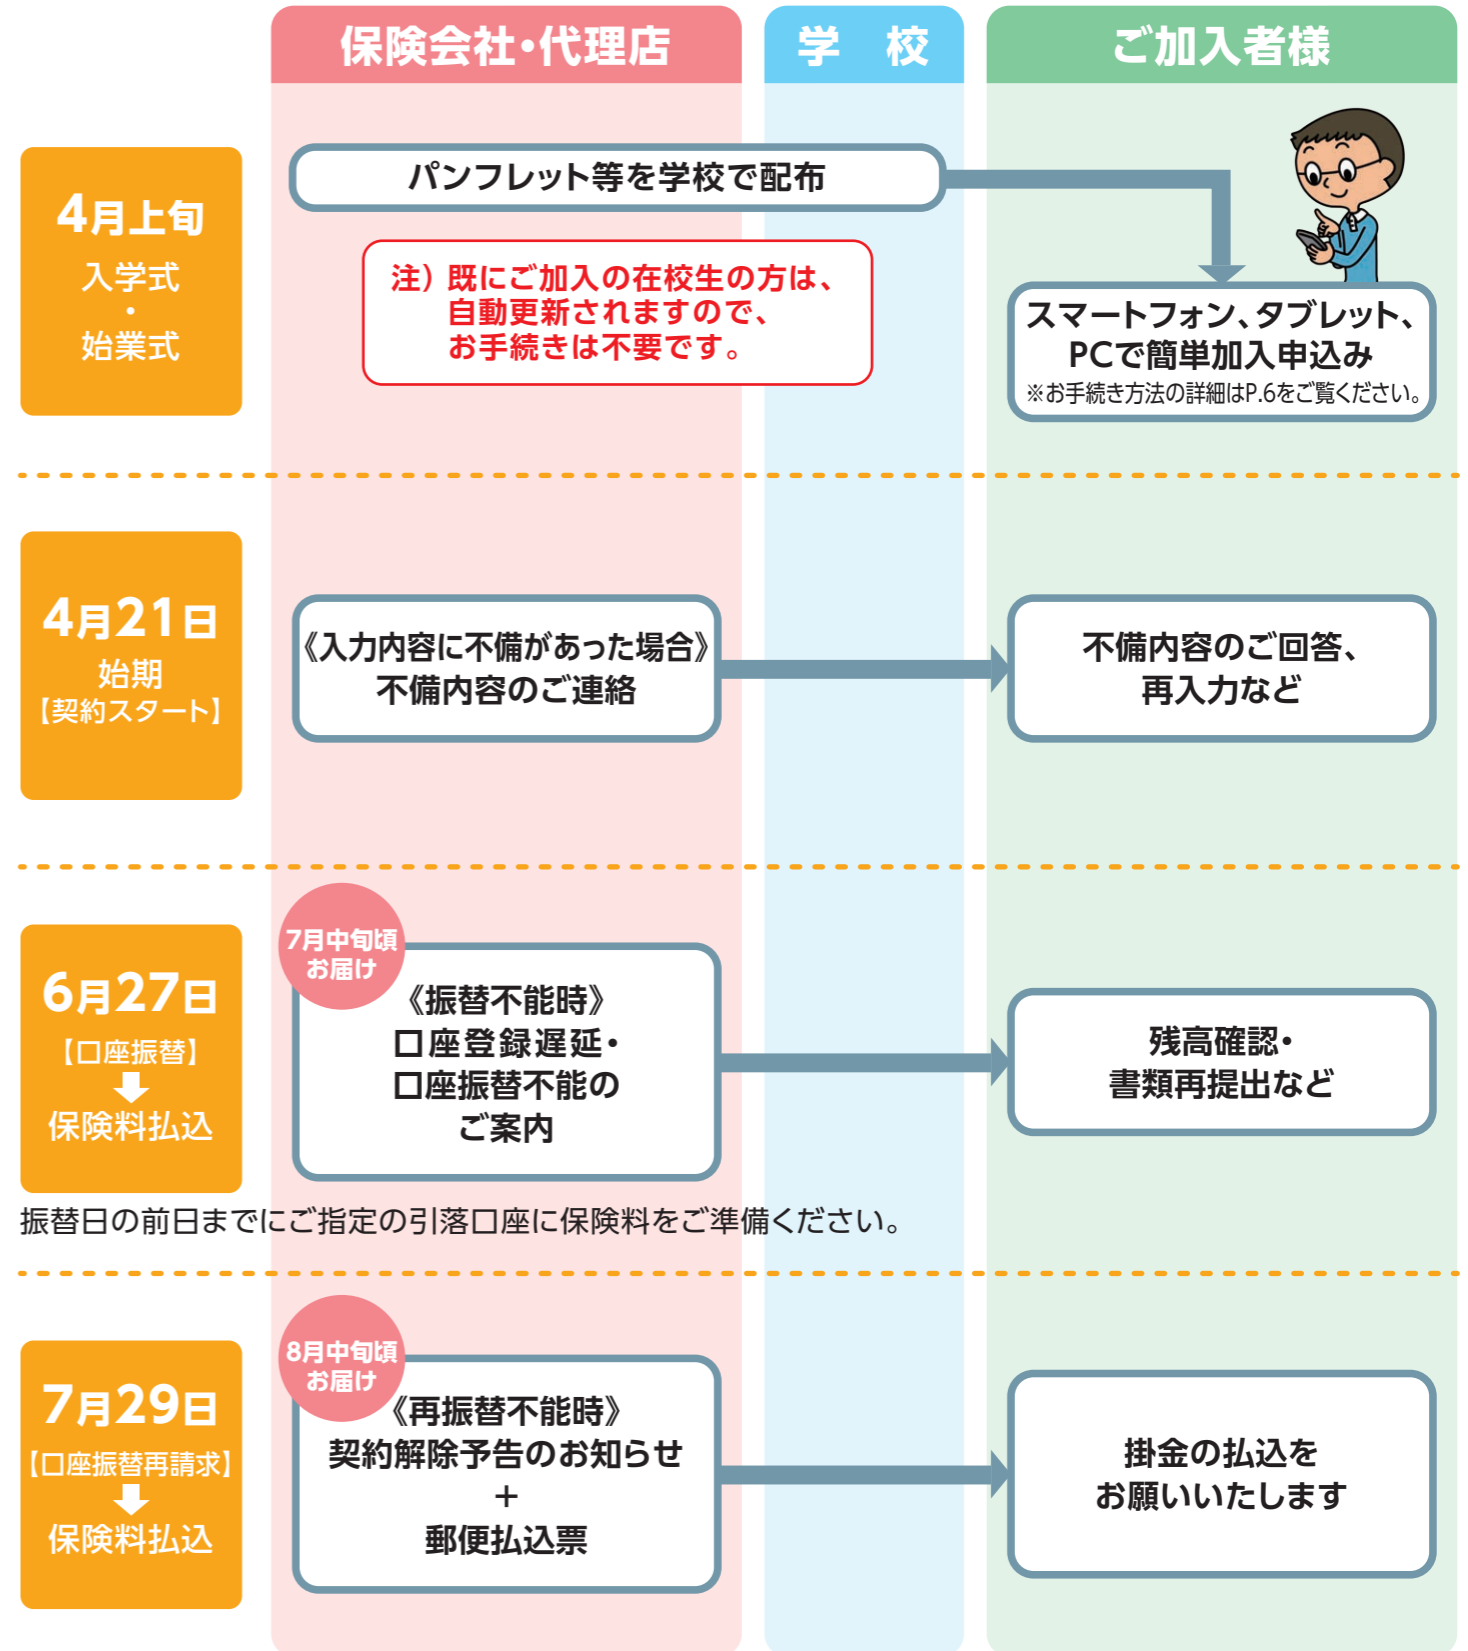 保険会社・代理店
学 校
ご加入者様
4月上旬
入学式
・
始業式
パンフレット等を学校で配布
注）既にご加入の在校生の方は、
自動更新されますので、
お手続きは不要です。
スマートフォン、タブレット、
PCで簡単加入申込み
※お手続き方法の詳細はP.6をご覧ください。
4月21日
始期
【契約スタート】
《入力内容に不備があった場合》
不備内容のご連絡
不備内容のご回答、
再入力など
6月27日
【口座振替】
保険料払込
7月中旬頃
お届け
《振替不能時》
口座登録遅延・
口座振替不能の
ご案内
残高確認・
書類再提出など
振替日の前日までにご指定の引落口座に保険料をご準備ください。
7月29日
【口座振替再請求】
保険料払込
8月中旬頃
お届け
《再振替不能時》
契約解除予告のお知らせ
＋
郵便払込票
掛金の払込を
お願いいたします